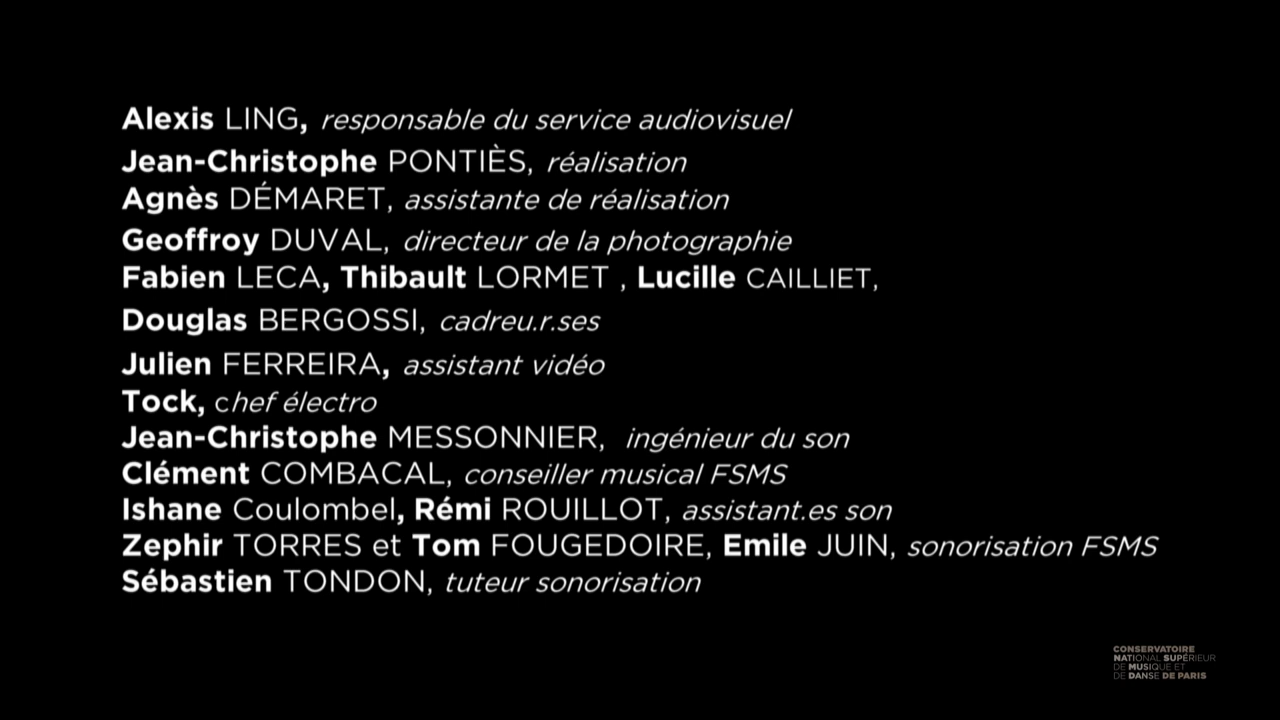 Alexis LING, responsable du service audiovisuel
Jean-Christophe PONTIÈS, réalisation
Agnès DÉMARET, assistante de réalisation
Geoffroy DUVAL, directeur de la photographie
Fabien LECA, Thibault LORMET , Lucille CAILLIET,
Douglas BERGOSSI, cadreu.r.ses
Julien FERREIRA, assistant vidéo
Tock, chef électro
Jean-Christophe MESSONNIER, ingénieur du son
Clément COMBACAL, conseiller musical FSMS
Ishane Coulombel, Rémi ROUILLOT, assistant.es son
Zephir TORRES et Tom FOUGEDOIRE, Emile JUIN, sonorisation FSMS
Sébastien TONDON, tuteur sonorisation
CONSERVATOIRE
NATIONAL SUPÉRIEUR
DE MUSIQUE ET
DE DANSE DE PARIS